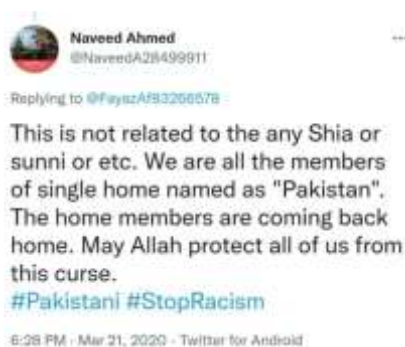 Naveed Ahmed
@NaveedA28499911
Replying to @FayazAf83266578
This is not related to the any Shia or
sunni or etc. We are all the members
of single home named as "Pakistan".
The home members are coming back
home. May Allah protect all of us from
this curse.
#Pakistani #StopRacism
6:28 PM · Mar 21, 2020 · Twitter for Android